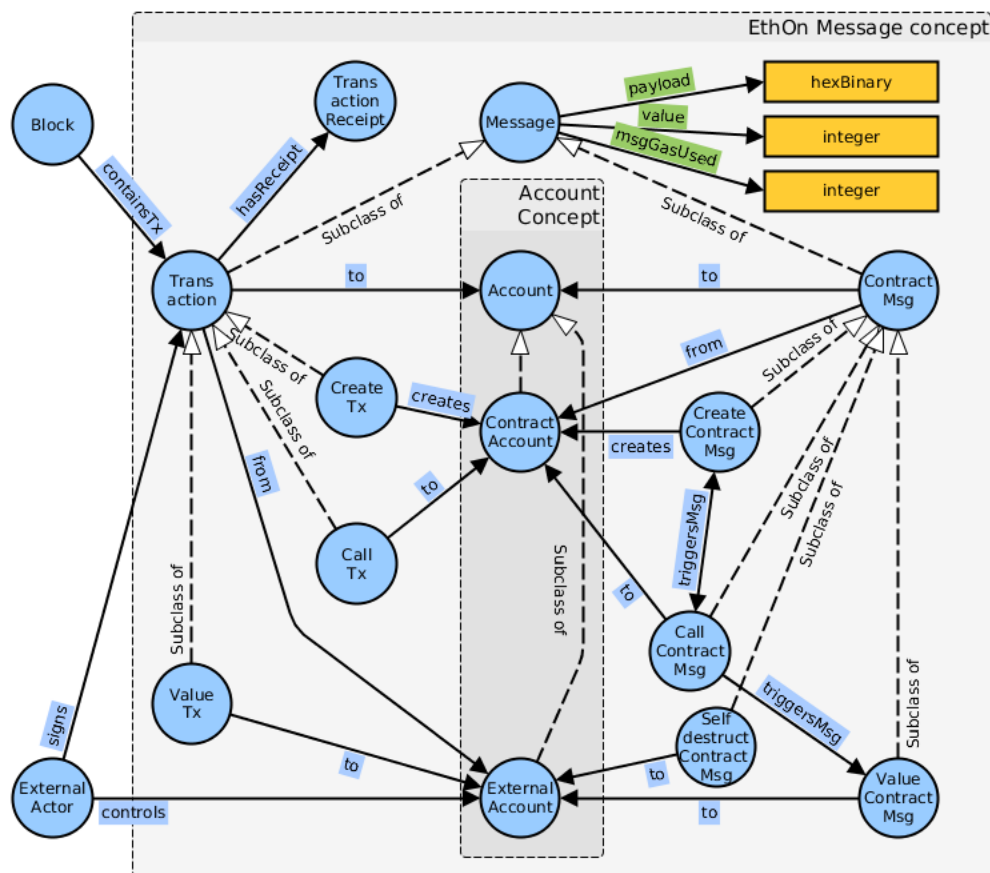 EthOn Message concept
Block
Trans
action
Receipt
Message
payload
value
msgGasUsed
hexBinary
integer
integer
containsTx
hasReceipt
Subclass of
Subclass of
Account
Concept
Trans
action
to
Account
to
Contract
Msg
Subclass of
Subclass of
Create
Tx
creates
Contract
Account
from
Subclass of
Create
Contract
Msg
creates
from
Subclass of
to
Call
Tx
triggersMsg
Subclass of
Subclass of
Subclass of
to
Subclass of
Call
Contract
Msg
Value
Tx
triggersMsg
Subclass of
signs
to
Self
destruct
Contract
Msg
to
External
Actor
controls
External
Account
to
Value
Contract
Msg